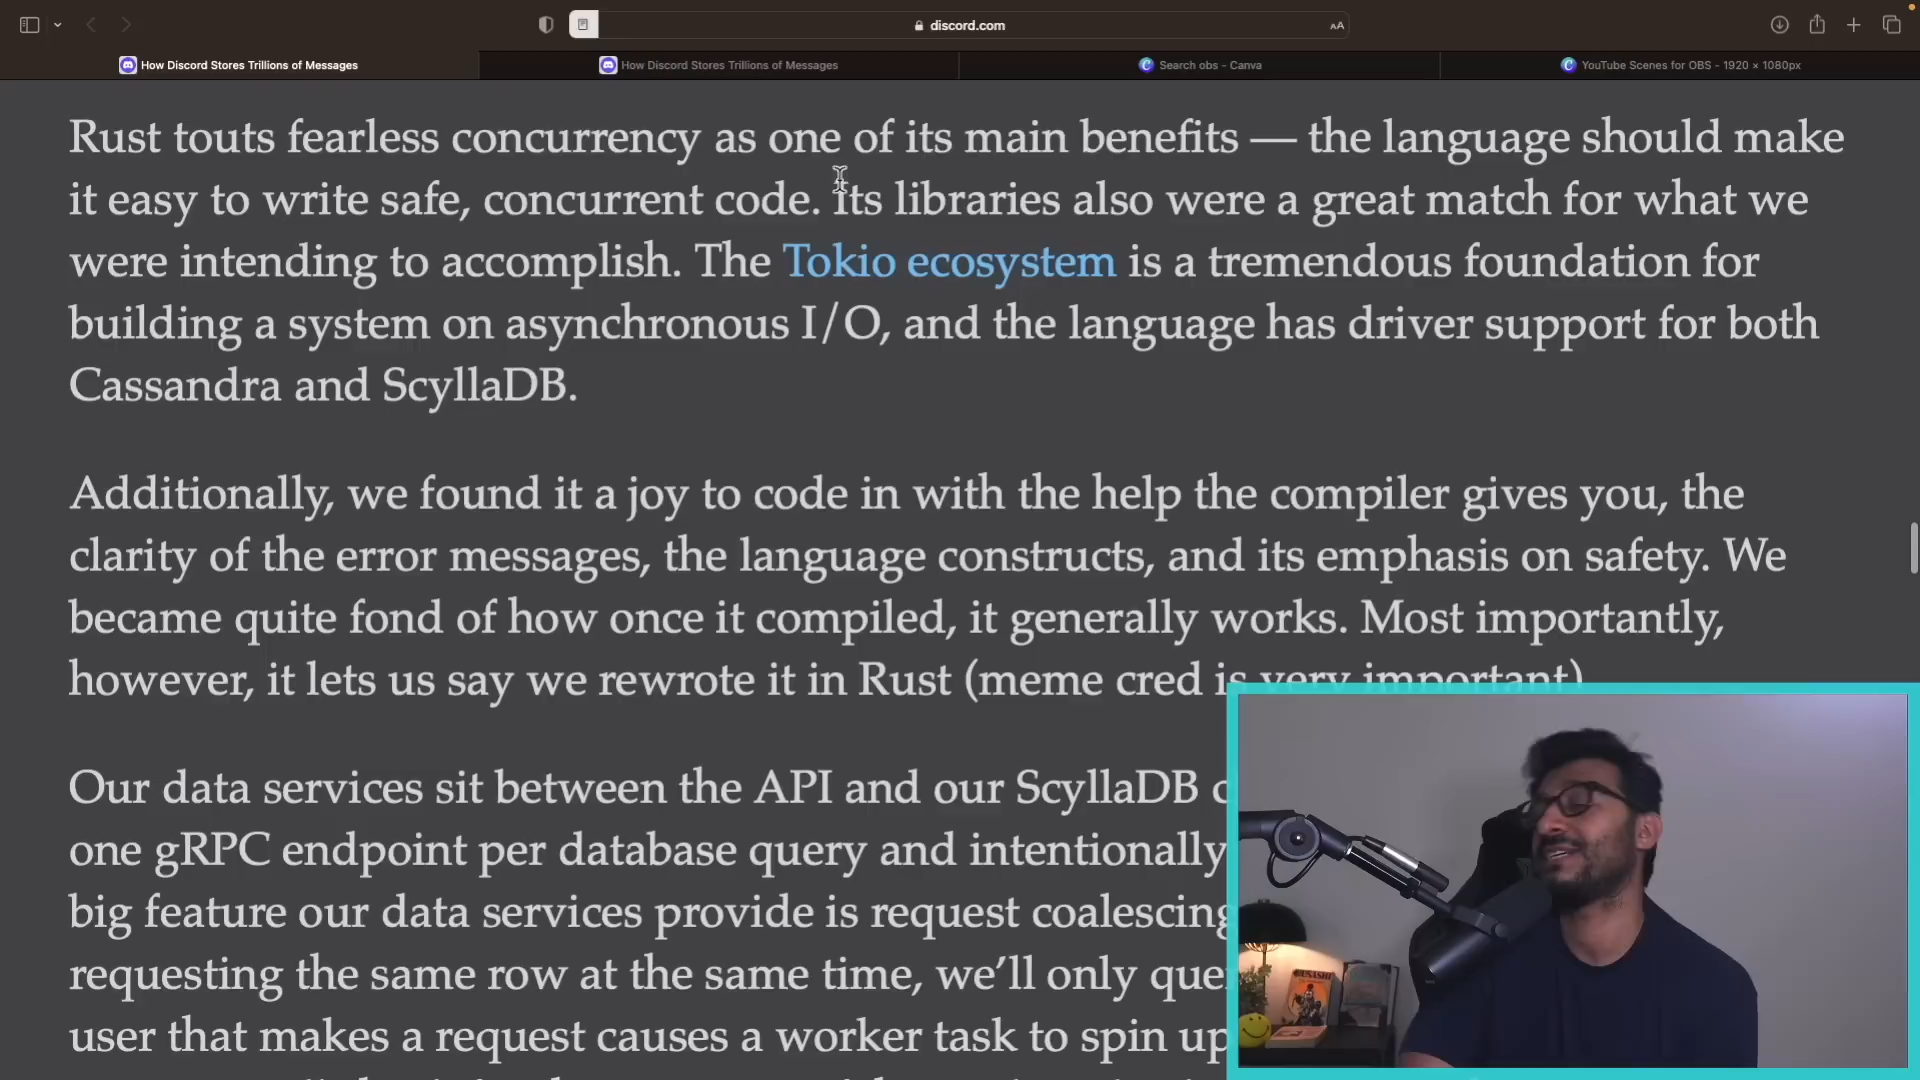 discord.com
AA
How Discord Stores Trillions of Messages
How Discord Stores Trillions of Messages
Search obs - Canva
YouTube Scenes for OBS - 1920 × 1080px
Rust touts fearless concurrency as one of its main benefits — the language should make
it easy to write safe, concurrent code. Its libraries also were a great match for what we
were intending to accomplish. The Tokio ecosystem is a tremendous foundation for
building a system on asynchronous I/O, and the language has driver support for both
Cassandra and ScyllaDB.
Additionally, we found it a joy to code in with the help the compiler gives you, the
clarity of the error messages, the language constructs, and its emphasis on safety. We
became quite fond of how once it compiled, it generally works. Most importantly,
however, it lets us say we rewrote it in Rust (meme cred is very important)
Our data services sit between the API and our ScyllaDB
one gRPC endpoint per database query and intentionally
big feature our data services provide is request coalescing
requesting the same row at the same time, we’ll only
user that makes a request causes a worker task to spin up